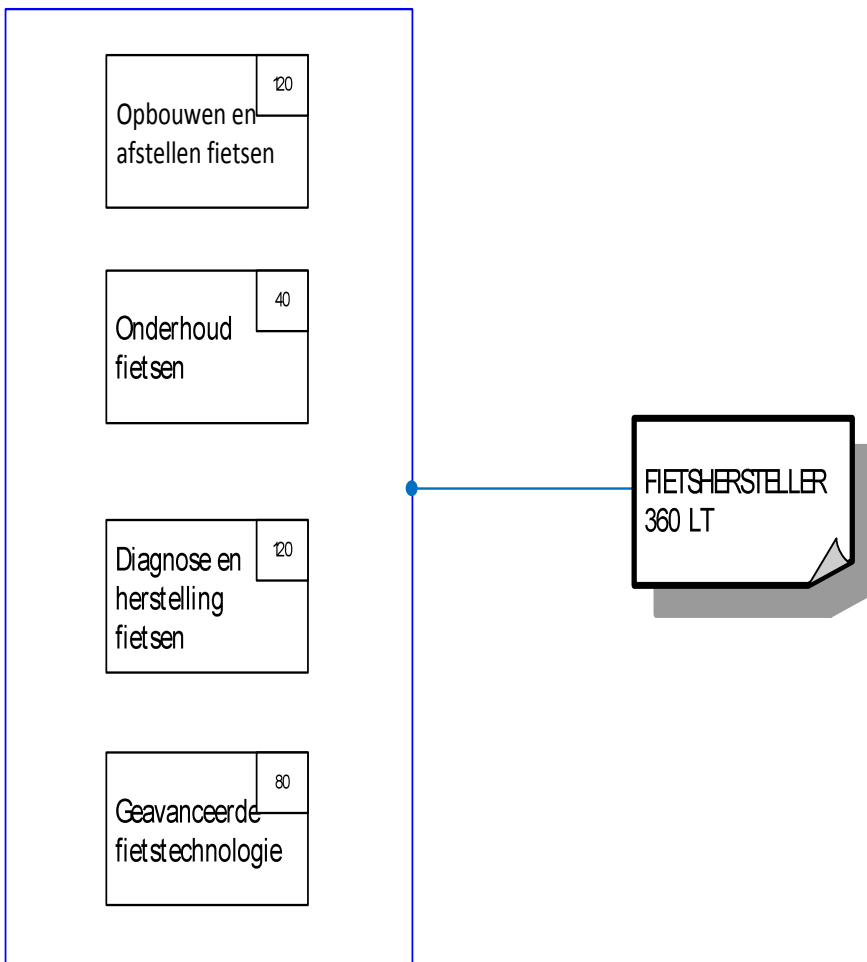 120
Opbouwen en
afstellen fietsen
40
Onderhoud
fietsen
120
Diagnose en
herstelling
fietsen
80
Geavanceerde
fietstechnologie
FIETSHERSTELLER
360 LT